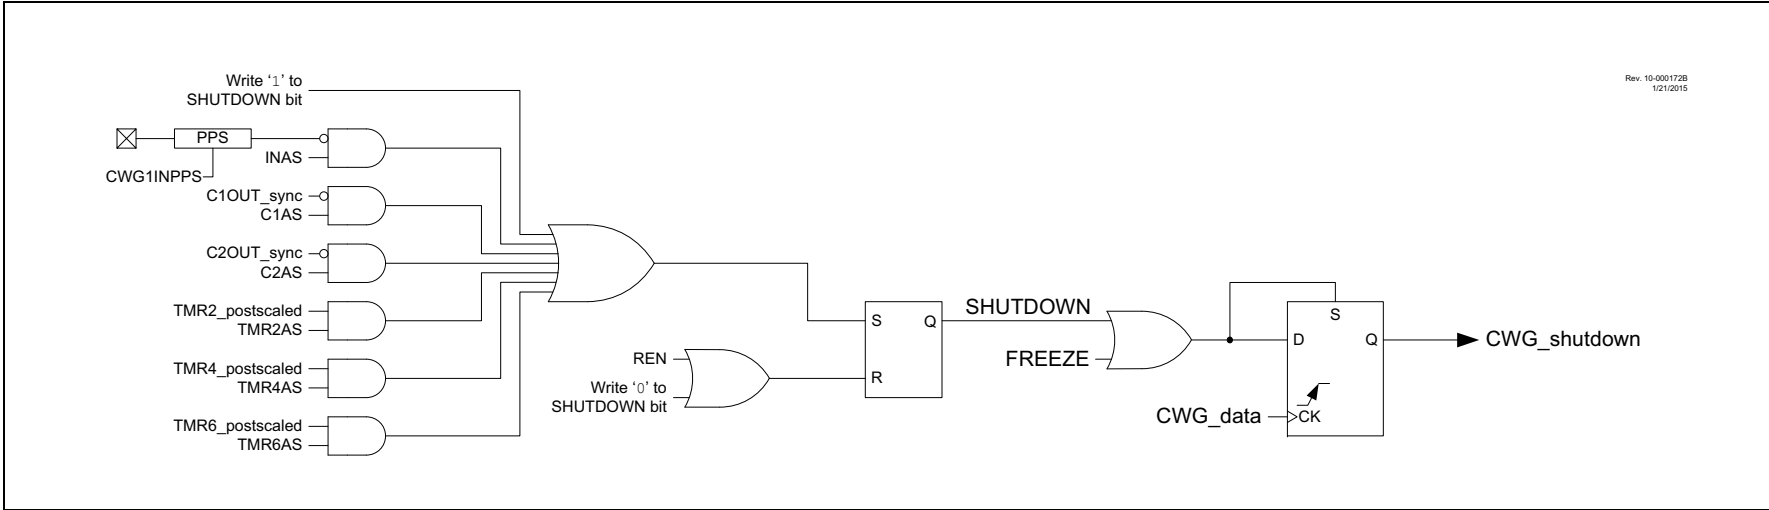 Rev. 10-000172B
1/21/2015
Write ‘1’ to
SHUTDOWN bit
PPS
INAS
CWG1INPPS
C1OUT_sync
C1AS
C2OUT_sync
C2AS
TMR2_postscaled
TMR2AS
TMR4_postscaled
TMR4AS
TMR6_postscaled
TMR6AS
REN
Write ‘0’ to
SHUTDOWN bit
S
Q
R
SHUTDOWN
FREEZE
S
D
Q
CWG_data
CK
CWG_shutdown